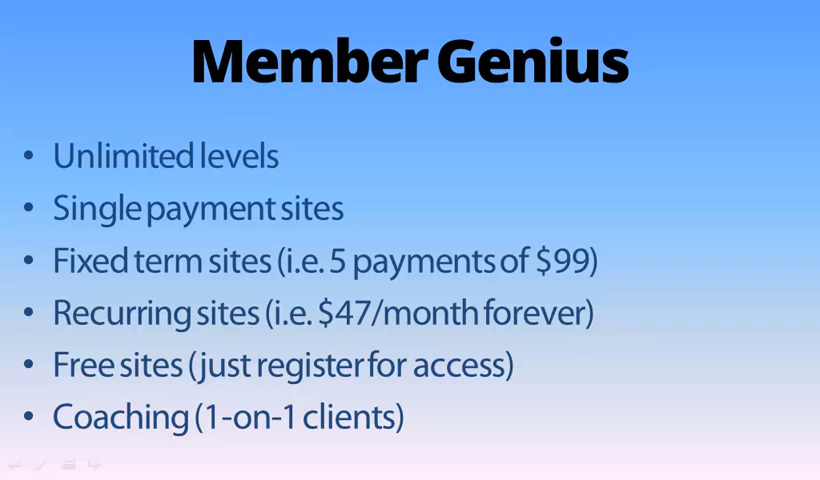 Member Genius
• Unlimited levels
• Single payment sites
• Fixed term sites (i.e. 5 payments of $99)
• Recurring sites (i.e. $47/month forever)
• Free sites (just register for access)
• Coaching (1-on-1 clients)